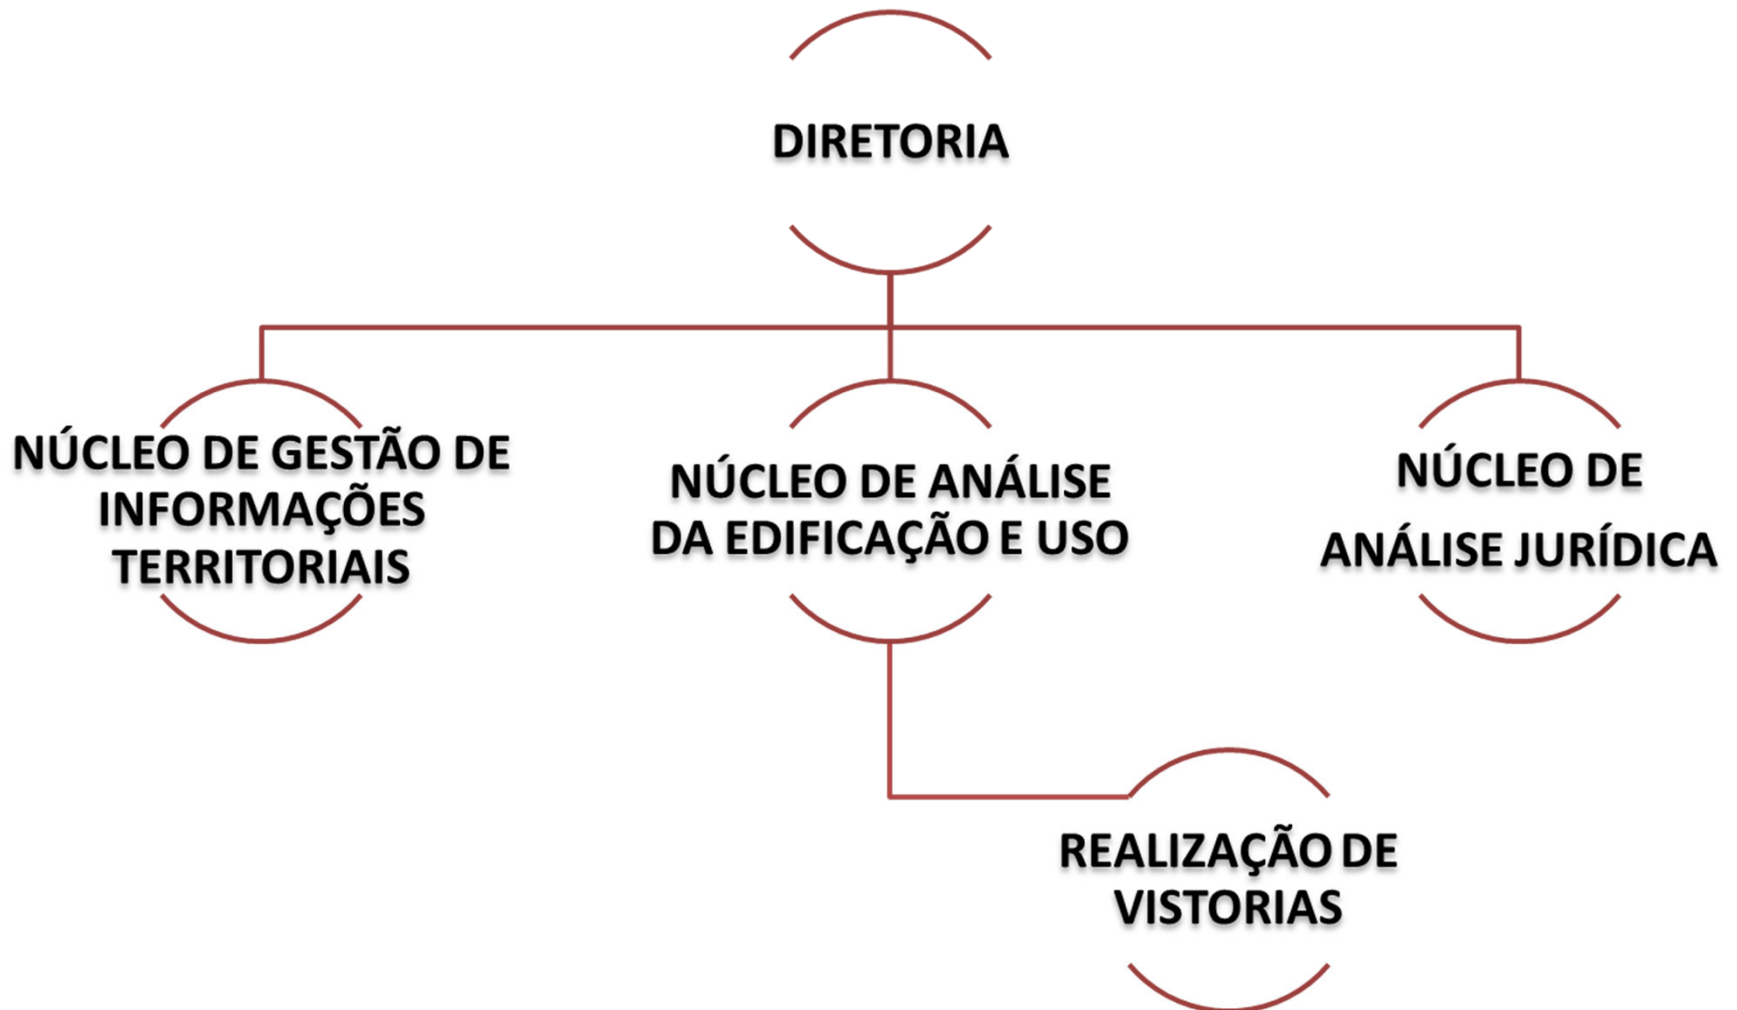 DIRETORIA
NÚCLEO DE GESTÃO DE
INFORMAÇÕES
TERRITORIAIS
NÚCLEO DE ANÁLISE
DA EDIFICAÇÃO E USO
NÚCLEO DE
ANÁLISE JURÍDICA
REALIZAÇÃO DE
VISTORIAS